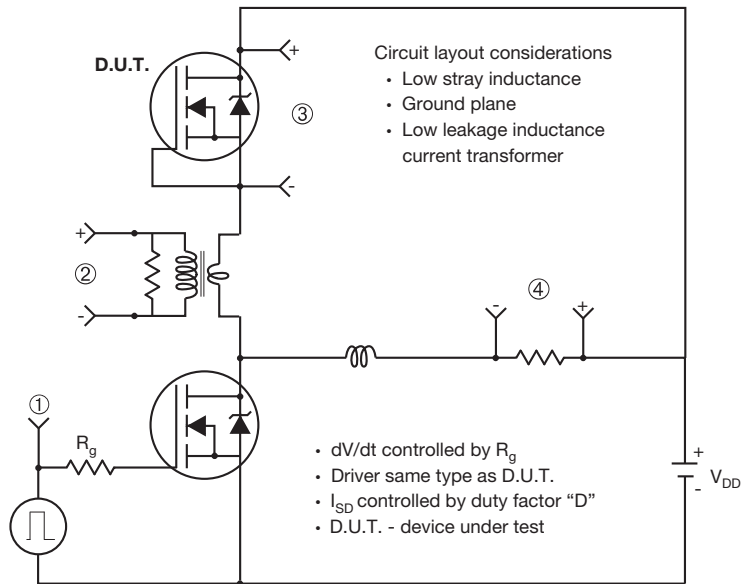 D.U.T.
+
-
③
Circuit layout considerations
• Low stray inductance
• Ground plane
• Low leakage inductance
current transformer
+
②
-
④
-
+
①
Rg
• dV/dt controlled by Rg
• Driver same type as D.U.T.
• ISD controlled by duty factor “D”
• D.U.T. - device under test
+
-
VDD